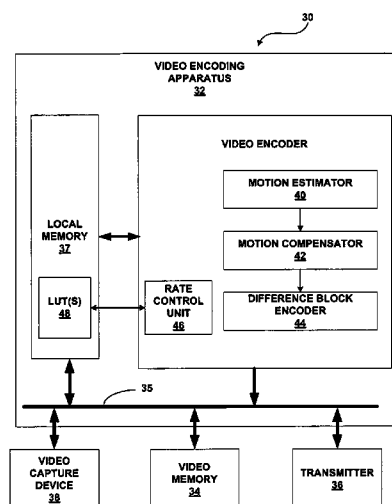 30
VIDEO ENCODING
APPARATUS
32
VIDEO ENCODER
MOTION ESTIMATOR
40
LOCAL
MEMORY
37
MOTION COMPENSATOR
42
LUT(S)
48
RATE
CONTROL
UNIT
46
DIFFERENCE BLOCK
ENCODER
44
35
VIDEO
CAPTURE
DEVICE
38
VIDEO
MEMORY
34
TRANSMITTER
36